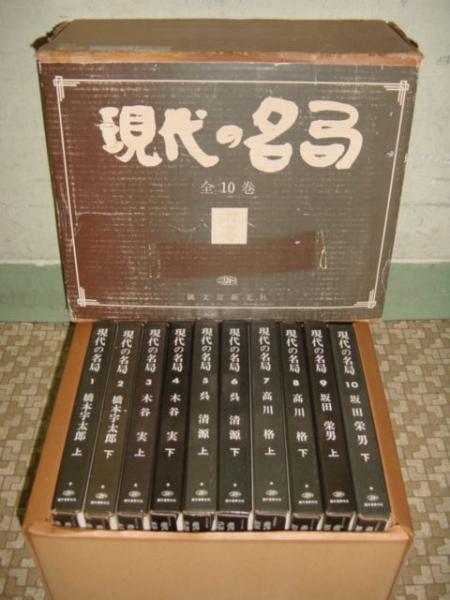 現代の名局
全10巻
誠文堂新光社
現代の名局 1 橋本宇太郎 上
現代の名局 2 橋本宇太郎 下
現代の名局 3 木谷 実 上
現代の名局 4 木谷 実 下
現代の名局 5 呉 清源 上
現代の名局 6 呉 清源 下
現代の名局 7 高川 格 上
現代の名局 8 高川 格 下
現代の名局 9 坂田 栄男 上
現代の名局 10 坂田 栄男 下